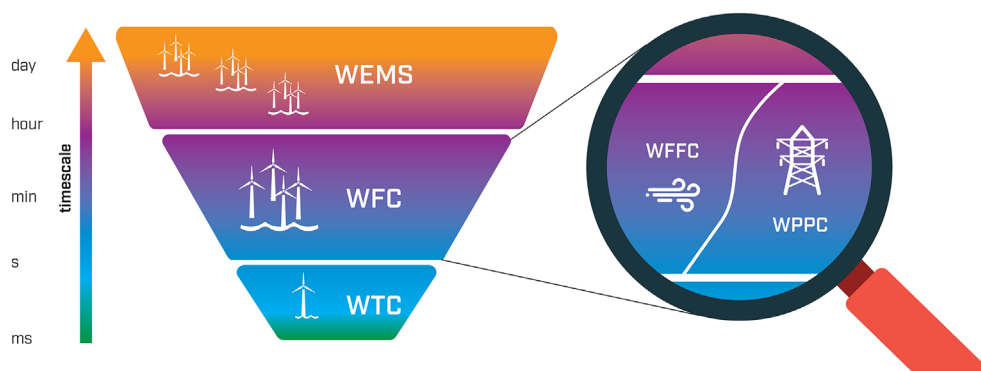 day
hour
min
s
ms
timescale
WEMS
WFC
WTC
WFFC
WPPC